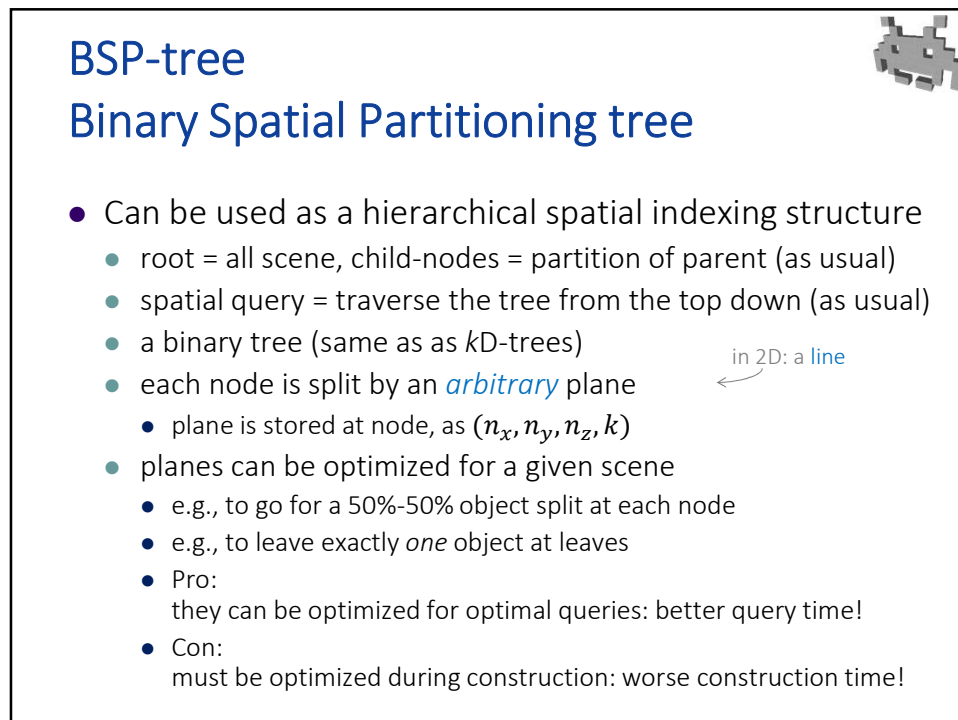 BSP-tree
Binary Spatial Partitioning tree
Can be used as a hierarchical spatial indexing structure
root = all scene, child-nodes = partition of parent (as usual)
spatial query = traverse the tree from the top down (as usual)
a binary tree (same as as kD-trees)
in 2D: a line
each node is split by an arbitrary plane
plane is stored at node, as (n_x, n_y, n_z, k)
planes can be optimized for a given scene
e.g., to go for a 50%-50% object split at each node
e.g., to leave exactly one object at leaves
Pro:
they can be optimized for optimal queries: better query time!
Con:
must be optimized during construction: worse construction time!